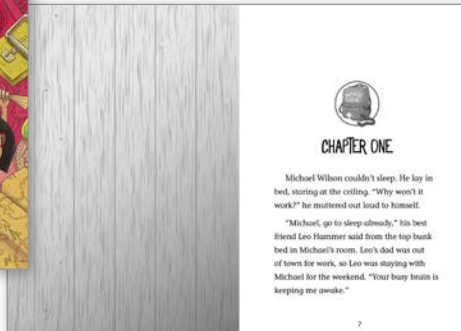 CHAPTER ONE
Michael Wilson couldn't sleep. He lay in
bed, staring at the ceiling. "Why won't it
work?" he muttered out loud to himself.
"Michael, go to sleep already," his best
friend Leo Hammer said from the top bunk
bed in Michael's room. Leo's dad was out
of town for work, so Leo was staying with
Michael for the weekend. "Your busy brain is
keeping me awake."
7